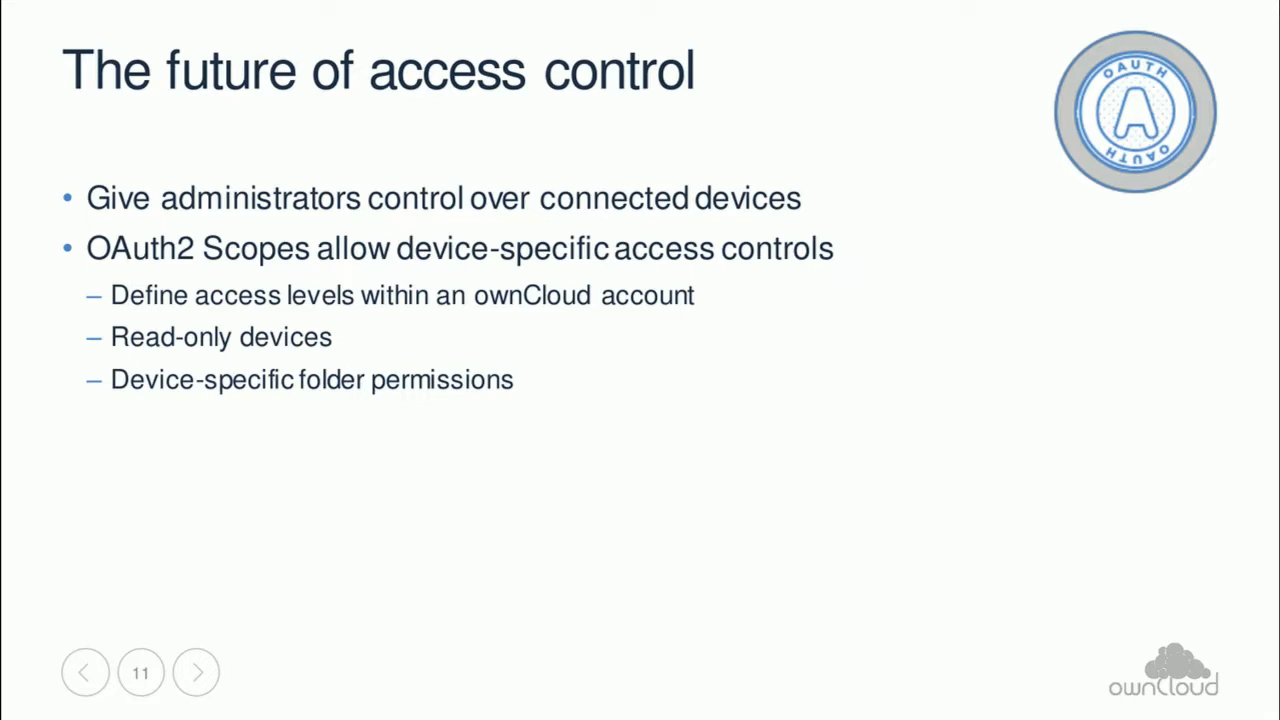 The future of access control
OAUTH
A
OAUTH
• Give administrators control over connected devices
• OAuth2 Scopes allow device-specific access controls
– Define access levels within an ownCloud account
– Read-only devices
– Device-specific folder permissions
11
ownCloud